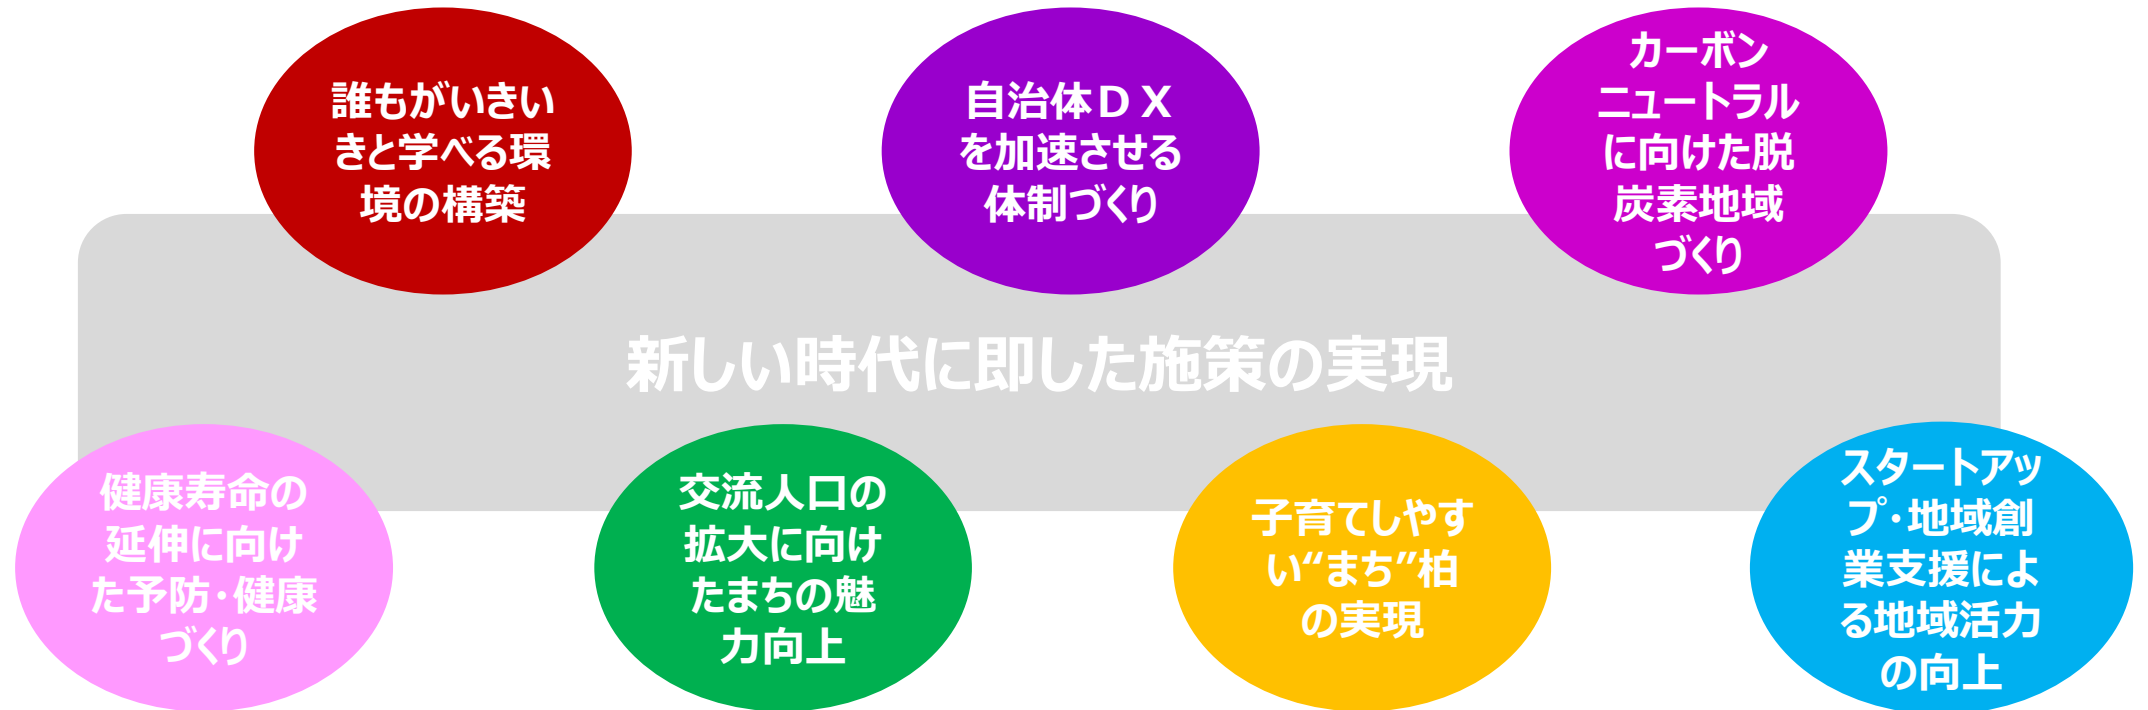 誰もがいきい
きと学べる環
境の構築
自治体ＤＸ
を加速させる
体制づくり
カーボン
ニュートラル
に向けた脱
炭素地域
づくり
新しい時代に即した施策の実現
健康寿命の
延伸に向け
た予防・健康
づくり
交流人口の
拡大に向け
たまちの魅
力向上
子育てしやす
い“まち”柏
の実現
スタートアッ
プ・地域創
業支援によ
る地域活力
の向上